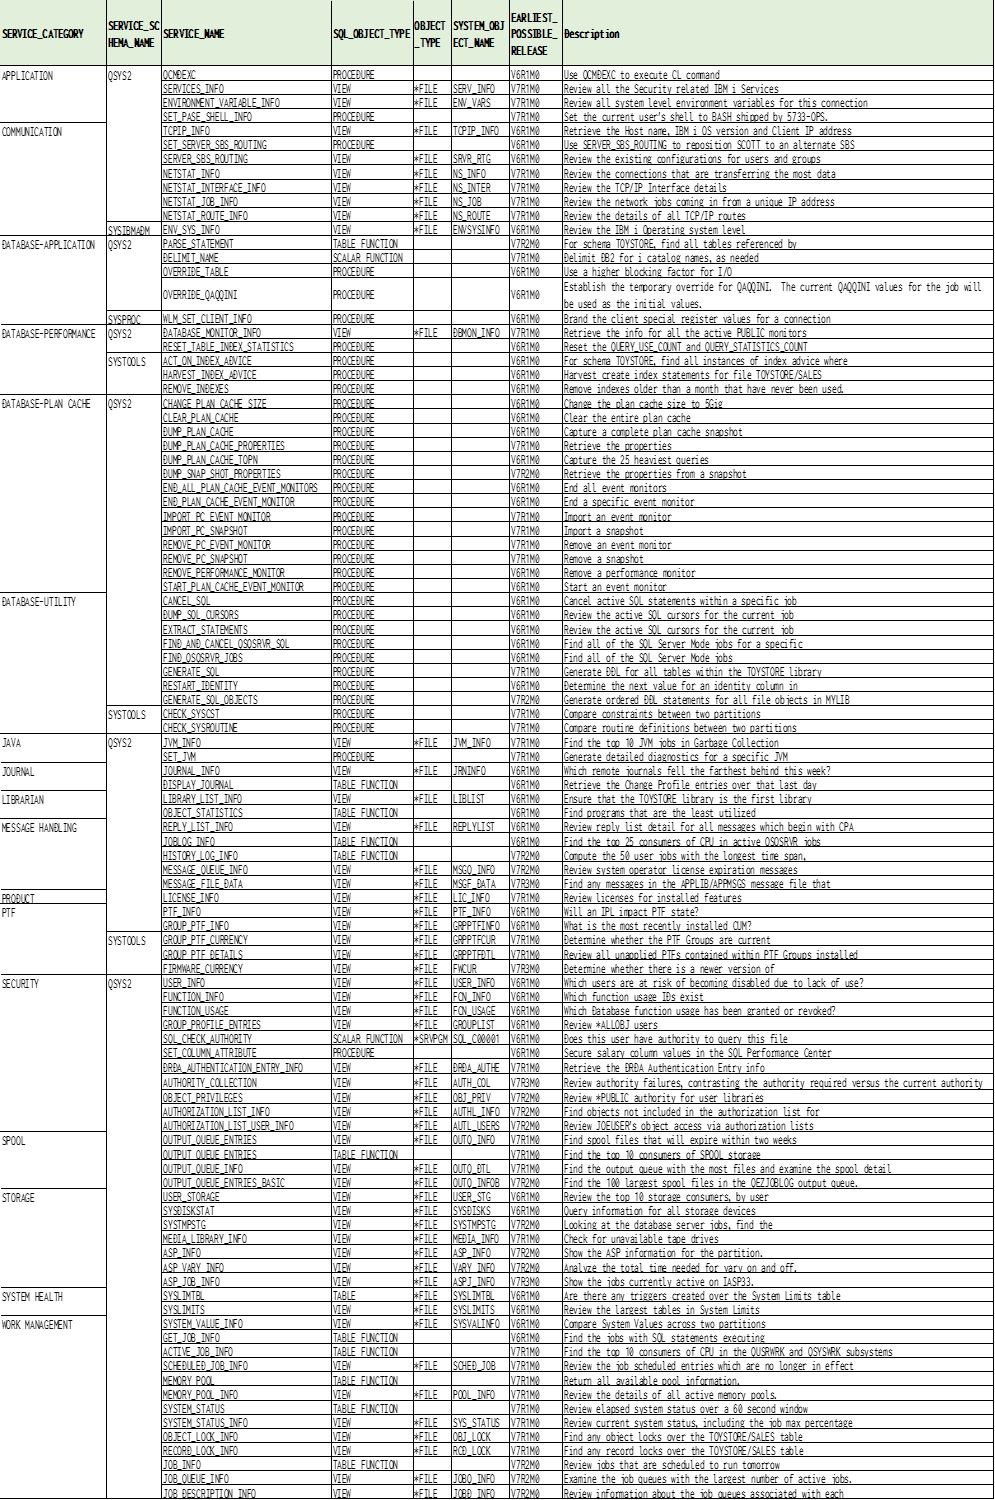 SERVICE_CATEGORY SERVICE_SCHEMA_NAME SERVICE_NAME SQL_OBJECT_TYPE OBJECT_TYPE SYSTEM_OBJECT_NAME EARLIEST_POSSIBLE_RELEASE Description
APPLICATION QSYS2 QCMDEXC PROCEDURE V6R1M0 Use QCMDEXC to execute CL command
SERVICES_INFO VIEW *FILE SERV_INFO V7R1M0 Review all the Security related IBM i Services
ENVIRONMENT_VARIABLE_INFO VIEW *FILE ENV_VARS V7R1M0 Review all system level environment variables for this connection
SET_PASE_SHELL_INFO PROCEDURE V7R1M0 Set the current user's shell to BASH shipped by 5733-OPS.
COMMUNICATION TCPIP_INFO VIEW *FILE TCPIP_INFO V6R1M0 Retrieve the Host name, IBM i OS version and Client IP address
SET_SERVER_SBS_ROUTING PROCEDURE V6R1M0 Use SERVER_SBS_ROUTING to reposition SCOTT to an alternate SBS
SERVER_SBS_ROUTING VIEW *FILE SRVR_RTG V7R1M0 Review the existing configurations for users and groups
NETSTAT_INFO VIEW *FILE NS_INFO V7R1M0 Review the connections that are transferring the most data
NETSTAT_INTERFACE_INFO VIEW *FILE NS_INTER V7R1M0 Review the TCP/IP Interface details
NETSTAT_JOB_INFO VIEW *FILE NS_JOB V7R1M0 Review the network jobs coming in from a unique IP address
NETSTAT_ROUTE_INFO VIEW *FILE NS_ROUTE V7R1M0 Review the details of all TCP/IP routes
SYSIBMADM ENV_SYS_INFO VIEW *FILE ENVSYSINFO V6R1M0 Review the IBM i Operating system level
DATABASE-APPLICATION QSYS2 PARSE_STATEMENT TABLE FUNCTION V7R2M0 For schema TOYSTORE, find all tables referenced by
DELIMIT_NAME SCALAR FUNCTION V7R1M0 Delimit DB2 for i catalog names, as needed
OVERRIDE_TABLE PROCEDURE V6R1M0 Use a higher blocking factor for I/O
OVERRIDE_QAQQINI PROCEDURE V6R1M0 Establish the temporary override for QAQQINI. The current QAQQINI values for the job will
be used as the initial values.
SYSPROC WLM_SET_CLIENT_INFO PROCEDURE V6R1M0 Brand the client special register values for a connection
DATABASE-PERFORMANCE QSYS2 DATABASE_MONITOR_INFO VIEW *FILE DBMON_INFO V7R1M0 Retrieve the info for all the active PUBLIC monitors
RESET_TABLE_INDEX_STATISTICS PROCEDURE V6R1M0 Reset the QUERY_USE_COUNT and QUERY_STATISTICS_COUNT
SYSTOOLS ACT_ON_INDEX_ADVICE PROCEDURE V6R1M0 For schema TOYSTORE, find all instances of index advice where
HARVEST_INDEX_ADVICE PROCEDURE V6R1M0 Harvest create index statements for file TOYSTORE/SALES
REMOVE_INDEXES PROCEDURE V6R1M0 Remove indexes older than a month that have never been used.
DATABASE-PLAN CACHE QSYS2 CHANGE_PLAN_CACHE_SIZE PROCEDURE V6R1M0 Change the plan cache size to 5Gig
CLEAR_PLAN_CACHE PROCEDURE V6R1M0 Clear the entire plan cache
DUMP_PLAN_CACHE PROCEDURE V6R1M0 Capture a complete plan cache snapshot
DUMP_PLAN_CACHE_PROPERTIES PROCEDURE V7R1M0 Retrieve the properties
DUMP_PLAN_CACHE_TOPN PROCEDURE V6R1M0 Capture the 25 heaviest queries
DUMP_SNAP_SHOT_PROPERTIES PROCEDURE V7R2M0 Retrieve the properties from a snapshot
END_ALL_PLAN_CACHE_EVENT_MONITORS PROCEDURE V6R1M0 End all event monitors
END_PLAN_CACHE_EVENT_MONITOR PROCEDURE V6R1M0 End a specific event monitor
IMPORT_PC_EVENT_MONITOR PROCEDURE V7R1M0 Import an event monitor
IMPORT_PC_SNAPSHOT PROCEDURE V7R1M0 Import a snapshot
REMOVE_PC_EVENT_MONITOR PROCEDURE V7R1M0 Remove an event monitor
REMOVE_PC_SNAPSHOT PROCEDURE V7R1M0 Remove a snapshot
REMOVE_PERFORMANCE_MONITOR PROCEDURE V6R1M0 Remove a performance monitor
START_PLAN_CACHE_EVENT_MONITOR PROCEDURE V6R1M0 Start an event monitor
DATABASE-UTILITY CANCEL_SQL PROCEDURE V6R1M0 Cancel active SQL statements within a specific job
DUMP_SQL_CURSORS PROCEDURE V6R1M0 Review the active SQL cursors for the current job
EXTRACT_STATEMENTS PROCEDURE V6R1M0 Review the active SQL cursors for the current job
FIND_AND_CANCEL_QSQSRVR_SQL PROCEDURE V6R1M0 Find all of the SQL Server Mode jobs for a specific
FIND_QSQSRVR_JOBS PROCEDURE V6R1M0 Find all of the SQL Server Mode jobs
GENERATE_SQL PROCEDURE V7R1M0 Generate DDL for all tables within the TOYSTORE library
RESTART_IDENTITY PROCEDURE V6R1M0 Determine the next value for an identity column in
GENERATE_SQL_OBJECTS PROCEDURE V7R2M0 Generate ordered DDL statements for all file objects in MYLIB
SYSTOOLS CHECK_SYSCST PROCEDURE V7R1M0 Compare constraints between two partitions
CHECK_SYSROUTINE PROCEDURE V7R1M0 Compare routine definitions between two partitions
JAVA QSYS2 JVM_INFO VIEW *FILE JVM_INFO V7R1M0 Find the top 10 JVM jobs in Garbage Collection
SET_JVM PROCEDURE V7R1M0 Generate detailed diagnostics for a specific JVM
JOURNAL JOURNAL_INFO VIEW *FILE JRNINFO V6R1M0 Which remote journals fell the farthest behind this week?
DISPLAY_JOURNAL TABLE FUNCTION V6R1M0 Retrieve the Change Profile entries over that last day
LIBRARIAN LIBRARY_LIST_INFO VIEW *FILE LIBLIST V6R1M0 Ensure that the TOYSTORE library is the first library
OBJECT_STATISTICS TABLE FUNCTION V6R1M0 Find programs that are the least utilized
MESSAGE HANDLING REPLY_LIST_INFO VIEW *FILE REPLYLIST V6R1M0 Review reply list detail for all messages which begin with CPA
JOBLOG_INFO TABLE FUNCTION V6R1M0 Find the top 25 consumers of CPU in active QSQSRVR jobs
HISTORY_LOG_INFO TABLE FUNCTION V7R2M0 Compute the 50 user jobs with the longest time span,
MESSAGE_QUEUE_INFO VIEW *FILE MSGQ_INFO V7R2M0 Review system operator license expiration messages
MESSAGE_FILE_DATA VIEW *FILE MSGF_DATA V7R3M0 Find any messages in the APPLIB/APPMSGS message file that
PRODUCT LICENSE_INFO VIEW *FILE LIC_INFO V7R1M0 Review licenses for installed features
PTF PTF_INFO VIEW *FILE PTF_INFO V6R1M0 Will an IPL impact PTF state?
GROUP_PTF_INFO VIEW *FILE GRPPTFINFO V6R1M0 What is the most recently installed CUM?
SYSTOOLS GROUP_PTF_CURRENCY VIEW *FILE GRPPTFCUR V7R1M0 Determine whether the PTF Groups are current
GROUP_PTF_DETAILS VIEW *FILE GRPPTFDTL V7R1M0 Review all unapplied PTFs contained within PTF Groups installed
FIRMWARE_CURRENCY VIEW *FILE FWCUR V7R3M0 Determine whether there is a newer version of
SECURITY QSYS2 USER_INFO VIEW *FILE USER_INFO V6R1M0 Which users are at risk of becoming disabled due to lack of use?
FUNCTION_INFO VIEW *FILE FCN_INFO V6R1M0 Which function usage IDs exist
FUNCTION_USAGE VIEW *FILE FCN_USAGE V6R1M0 Which Database function usage has been granted or revoked?
GROUP_PROFILE_ENTRIES VIEW *FILE GROUPLIST V6R1M0 Review *ALLOBJ users
SQL_CHECK_AUTHORITY SCALAR FUNCTION *SRVPGM SQL_C00001 V6R1M0 Does this user have authority to query this file
SET_COLUMN_ATTRIBUTE PROCEDURE V6R1M0 Secure salary column values in the SQL Performance Center
DRDA_AUTHENTICATION_ENTRY_INFO VIEW *FILE DRDA_AUTHE V7R1M0 Retrieve the DRDA Authentication Entry info
AUTHORITY_COLLECTION VIEW *FILE AUTH_COL V7R3M0 Review authority failures, contrasting the authority required versus the current authority
OBJECT_PRIVILEGES VIEW *FILE OBJ_PRIV V7R2M0 Review *PUBLIC authority for user libraries
AUTHORIZATION_LIST_INFO VIEW *FILE AUTHL_INFO V7R2M0 Find objects not included in the authorization list for
AUTHORIZATION_LIST_USER_INFO VIEW *FILE AUTL_USERS V7R2M0 Review JOEUSER's object access via authorization lists
SPOOL OUTPUT_QUEUE_ENTRIES VIEW *FILE OUTQ_INFO V7R1M0 Find spool files that will expire within two weeks
OUTPUT_QUEUE_ENTRIES TABLE FUNCTION V7R1M0 Find the top 10 consumers of SPOOL storage
OUTPUT_QUEUE_INFO VIEW *FILE OUTQ_DTL V7R1M0 Find the output queue with the most files and examine the spool detail
OUTPUT_QUEUE_ENTRIES_BASIC VIEW *FILE OUTQ_INFOB V7R2M0 Find the 100 largest spool files in the QEZJOBLOG output queue.
STORAGE USER_STORAGE VIEW *FILE USER_STG V6R1M0 Review the top 10 storage consumers, by user
SYSDISKSTAT VIEW *FILE SYSDISKS V6R1M0 Query information for all storage devices
SYSTMPSTG VIEW *FILE SYSTMPSTG V7R2M0 Looking at the database server jobs, find the
MEDIA_LIBRARY_INFO VIEW *FILE MEDIA_INFO V7R1M0 Check for unavailable tape drives
ASP_INFO VIEW *FILE ASP_INFO V7R2M0 Show the ASP information for the partition.
ASP_VARY_INFO VIEW *FILE VARY_INFO V7R2M0 Analyze the total time needed for vary on and off.
ASP_JOB_INFO VIEW *FILE ASPJ_INFO V7R3M0 Show the jobs currently active on IASP33.
SYSTEM HEALTH SYSLIMTBL TABLE *FILE SYSLIMTBL V6R1M0 Are there any triggers created over the System Limits table
SYSLIMITS VIEW *FILE SYSLIMITS V7R1M0 Review the largest tables in System Limits
WORK MANAGEMENT SYSTEM_VALUE_INFO VIEW *FILE SYSVALINFO V6R1M0 Compare System Values across two partitions
GET_JOB_INFO TABLE FUNCTION V6R1M0 Find the jobs with SQL statements executing
ACTIVE_JOB_INFO TABLE FUNCTION V7R1M0 Find the top 10 consumers of CPU in the QUSRWRK and QSYSWRK subsystems
SCHEDULED_JOB_INFO VIEW *FILE SCHED_JOB V7R1M0 Review the job scheduled entries which are no longer in effect
MEMORY_POOL TABLE FUNCTION V7R1M0 Return all available pool information.
MEMORY_POOL_INFO VIEW *FILE POOL_INFO V7R1M0 Review the details of all active memory pools.
SYSTEM_STATUS TABLE FUNCTION V7R1M0 Review elapsed system status over a 60 second window
SYSTEM_STATUS_INFO VIEW *FILE SYS_STATUS V7R1M0 Review current system status, including the job max percentage
OBJECT_LOCK_INFO VIEW *FILE OBJ_LOCK V7R1M0 Find any object locks over the TOYSTORE/SALES table
RECORD_LOCK_INFO VIEW *FILE RCD_LOCK V7R1M0 Find any record locks over the TOYSTORE/SALES table
JOB_INFO TABLE FUNCTION V7R2M0 Review jobs that are scheduled to run tomorrow
JOB_QUEUE_INFO VIEW *FILE JOBQ_INFO V7R2M0 Examine the job queues with the largest number of active jobs.
JOB_DESCRIPTION_INFO VIEW *FILE JOBD_INFO V7R2M0 Review information about the job queues associated with each